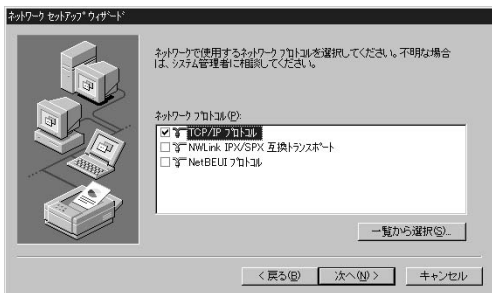 ネットワーク セットアップ ウィザード
ネットワークで使用するネットワーク プロトコルを選択してください。不明な場合
は、システム管理者に相談してください。
ネットワーク プロトコル(P):
TCP/IP プロトコル
NWLink IPX/SPX 互換トランスポート
NetBEUI プロトコル
一覧から選択(S)...
< 戻る(B)
次へ(N) >
キャンセル